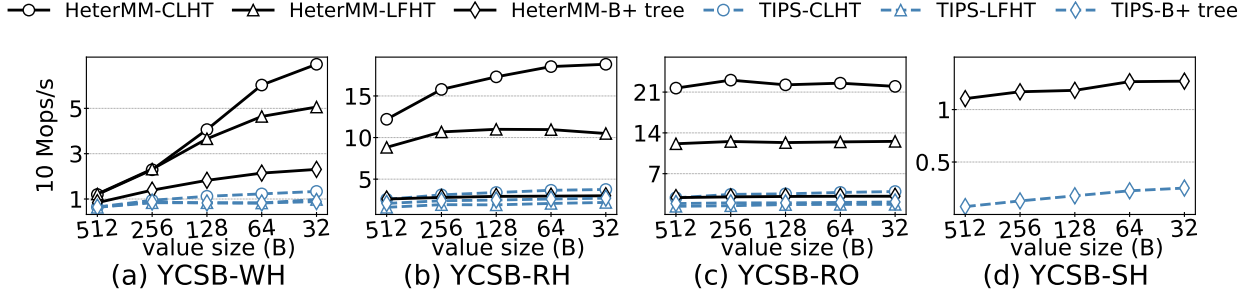 HeterMM-CLHT HeterMM-LFHT HeterMM-B+ tree TIPS-CLHT TIPS-LFHT TIPS-B+ tree
10 Mops/s
5
3
1
512 256 128 64 32
value size (B)
(a) YCSB-WH
15
10
5
512 256 128 64 32
value size (B)
(b) YCSB-RH
21
14
7
512 256 128 64 32
value size (B)
(c) YCSB-RO
1
0.5
512 256 128 64 32
value size (B)
(d) YCSB-SH